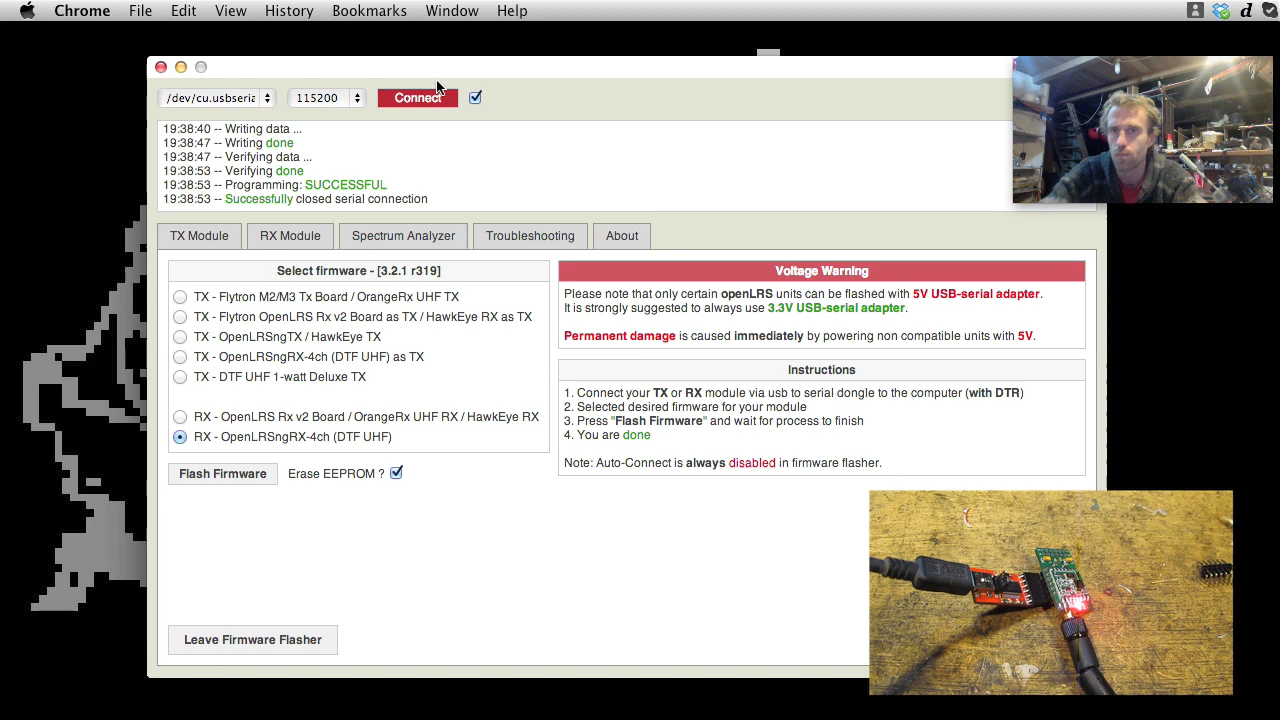 Chrome File Edit View History Bookmarks Window Help
/dev/cu.usbseria 115200 Connect
19:38:40 -- Writing data ...
19:38:47 -- Writing done
19:38:47 -- Verifying data ...
19:38:53 -- Verifying done
19:38:53 -- Programming: SUCCESSFUL
19:38:53 -- Successfully closed serial connection
TX Module RX Module Spectrum Analyzer Troubleshooting About
Select firmware - [3.2.1 r319]
TX - Flytron M2/M3 Tx Board / OrangeRx UHF TX
TX - Flytron OpenLRS Rx v2 Board as TX / HawkEye RX as TX
TX - OpenLRSngTX / HawkEye TX
TX - OpenLRSngRX-4ch (DTF UHF) as TX
TX - DTF UHF 1-watt Deluxe TX
RX - OpenLRS Rx v2 Board / OrangeRx UHF RX / HawkEye RX
RX - OpenLRSngRX-4ch (DTF UHF)
Flash Firmware Erase EEPROM ?
Voltage Warning
Please note that only certain openLRS units can be flashed with 5V USB-serial adapter.
It is strongly suggested to always use 3.3V USB-serial adapter.
Permanent damage is caused immediately by powering non compatible units with 5V.
Instructions
1. Connect your TX or RX module via usb to serial dongle to the computer (with DTR)
2. Selected desired firmware for your module
3. Press "Flash Firmware" and wait for process to finish
4. You are done
Note: Auto-Connect is always disabled in firmware flasher.
Leave Firmware Flasher